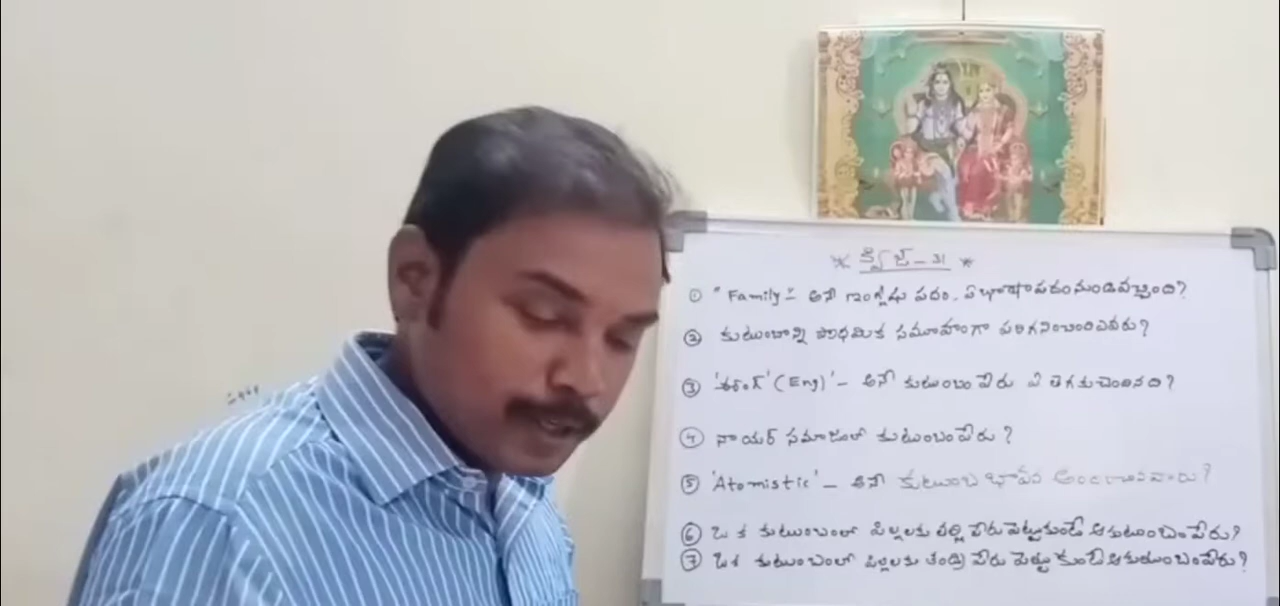 * క్విజ్ - 31 *
① "Family" - అనే ఇంగ్లీషు పదం, ఏ భాషా పదం నుండి వచ్చింది?
② కుటుంబాన్ని ప్రాథమిక సమూహంగా పరిగణించింది ఎవరు?
③ (Eng)' - అనే కుటుంబం పేరు ఏ తెగకు చెందినది?
④ నాయర్ సమాజంలో కుటుంబం పేరు?
⑤ 'Atomistic' - అనే కుటుంబ భావన
⑥ ఒక కుటుంబంలో పిల్లలకు తల్లి పేరు పెట్టుకుంటే ఆ కుటుంబం పేరు?
⑦ ఒక కుటుంబంలో పిల్లలకు తండ్రి పేరు పెట్టుకుంటే ఆ కుటుంబం పేరు?